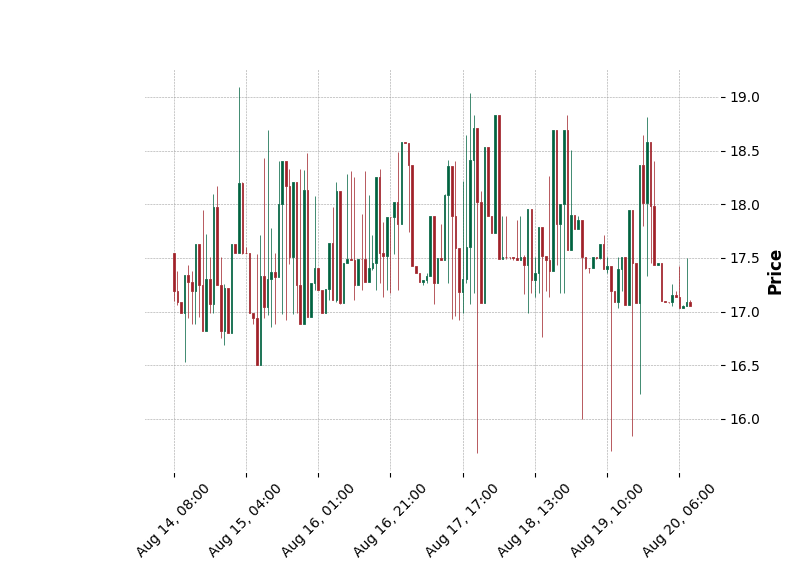 19.0
18.5
18.0
17.5
17.0
16.5
16.0
Price
Aug 14, 08:00
Aug 15, 04:00
Aug 16, 01:00
Aug 16, 21:00
Aug 17, 17:00
Aug 18, 13:00
Aug 19, 10:00
Aug 20, 06:00